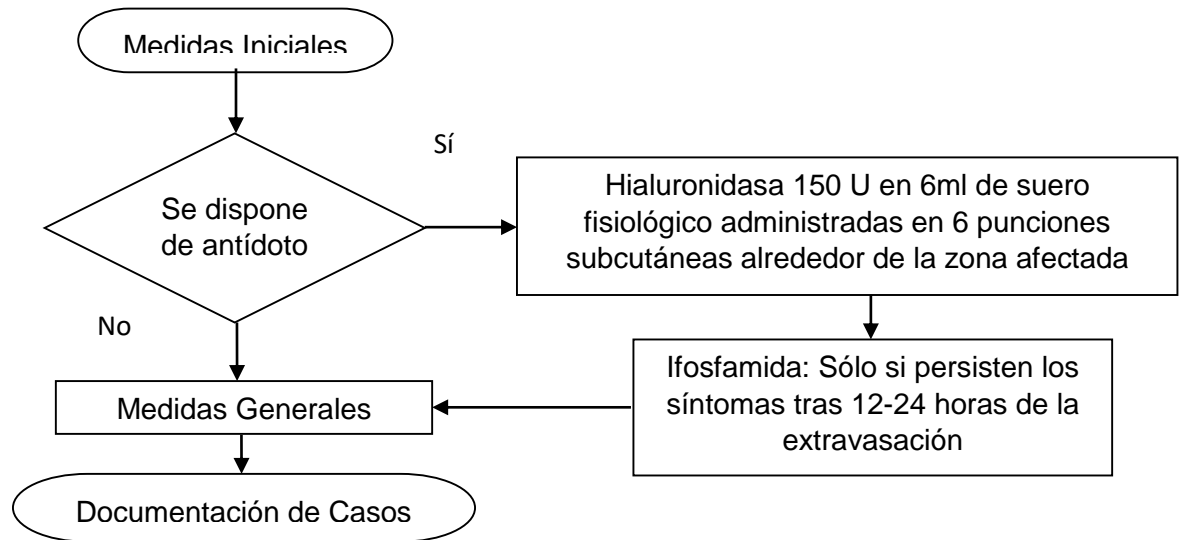 Medidas Iniciales
Sí
Se dispone
de antídoto
Hialuronidasa 150 U en 6ml de suero
fisiológico administradas en 6 punciones
subcutáneas alrededor de la zona afectada
No
Ifosfamida: Sólo si persisten los
síntomas tras 12-24 horas de la
extravasación
Medidas Generales
Documentación de Casos